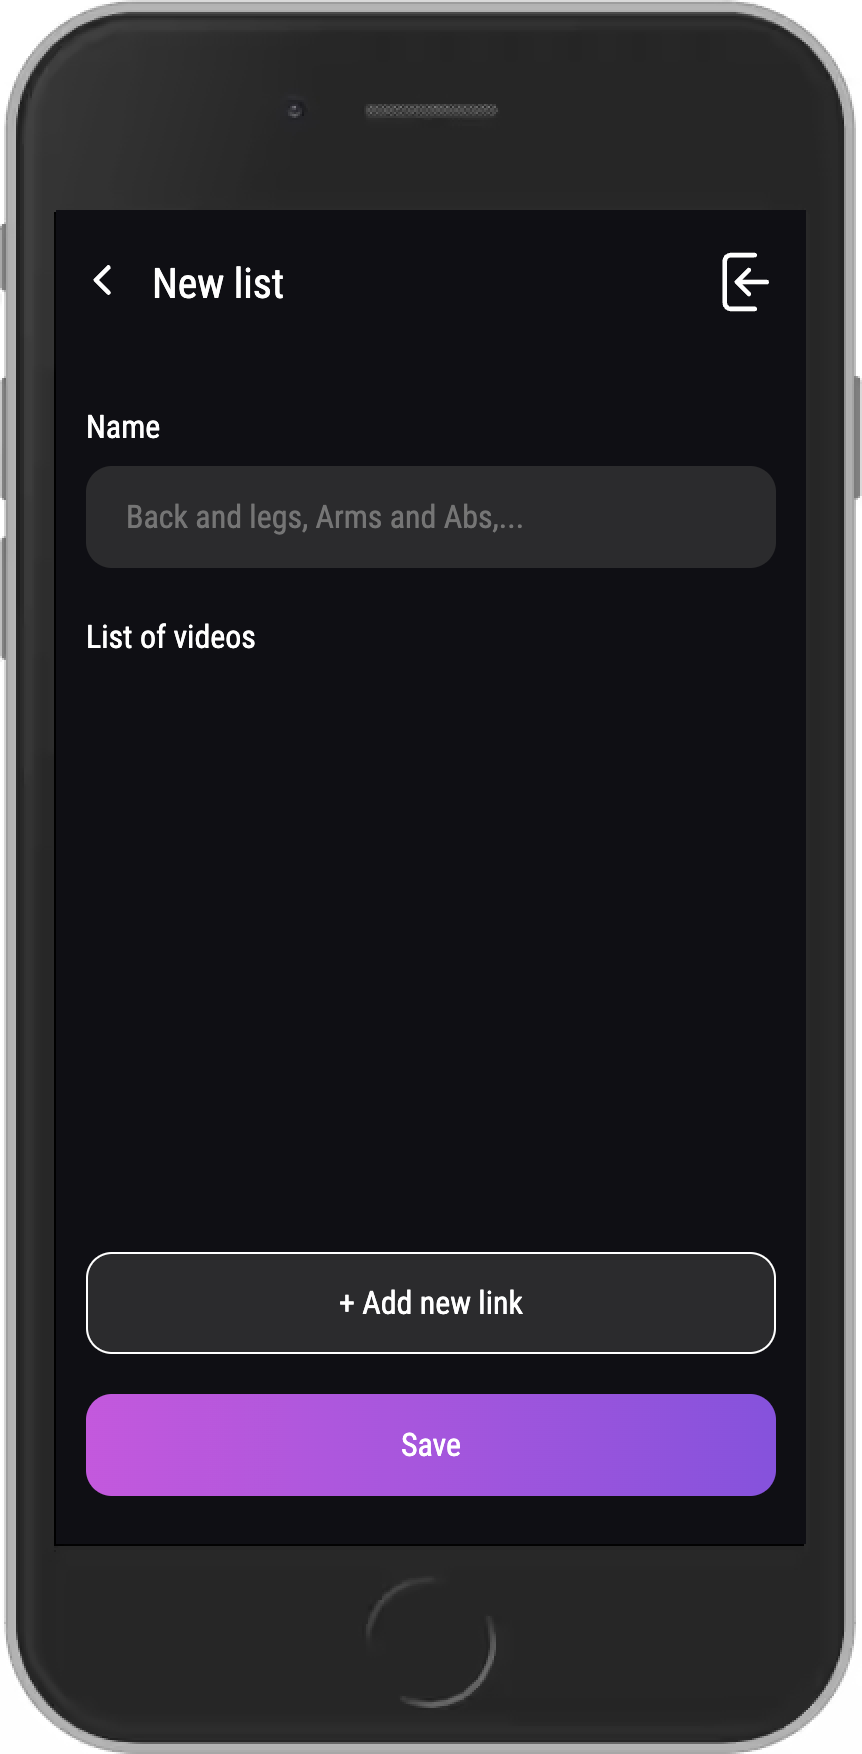 New list
Name
Back and legs, Arms and Abs,...
List of videos
+ Add new link
Save